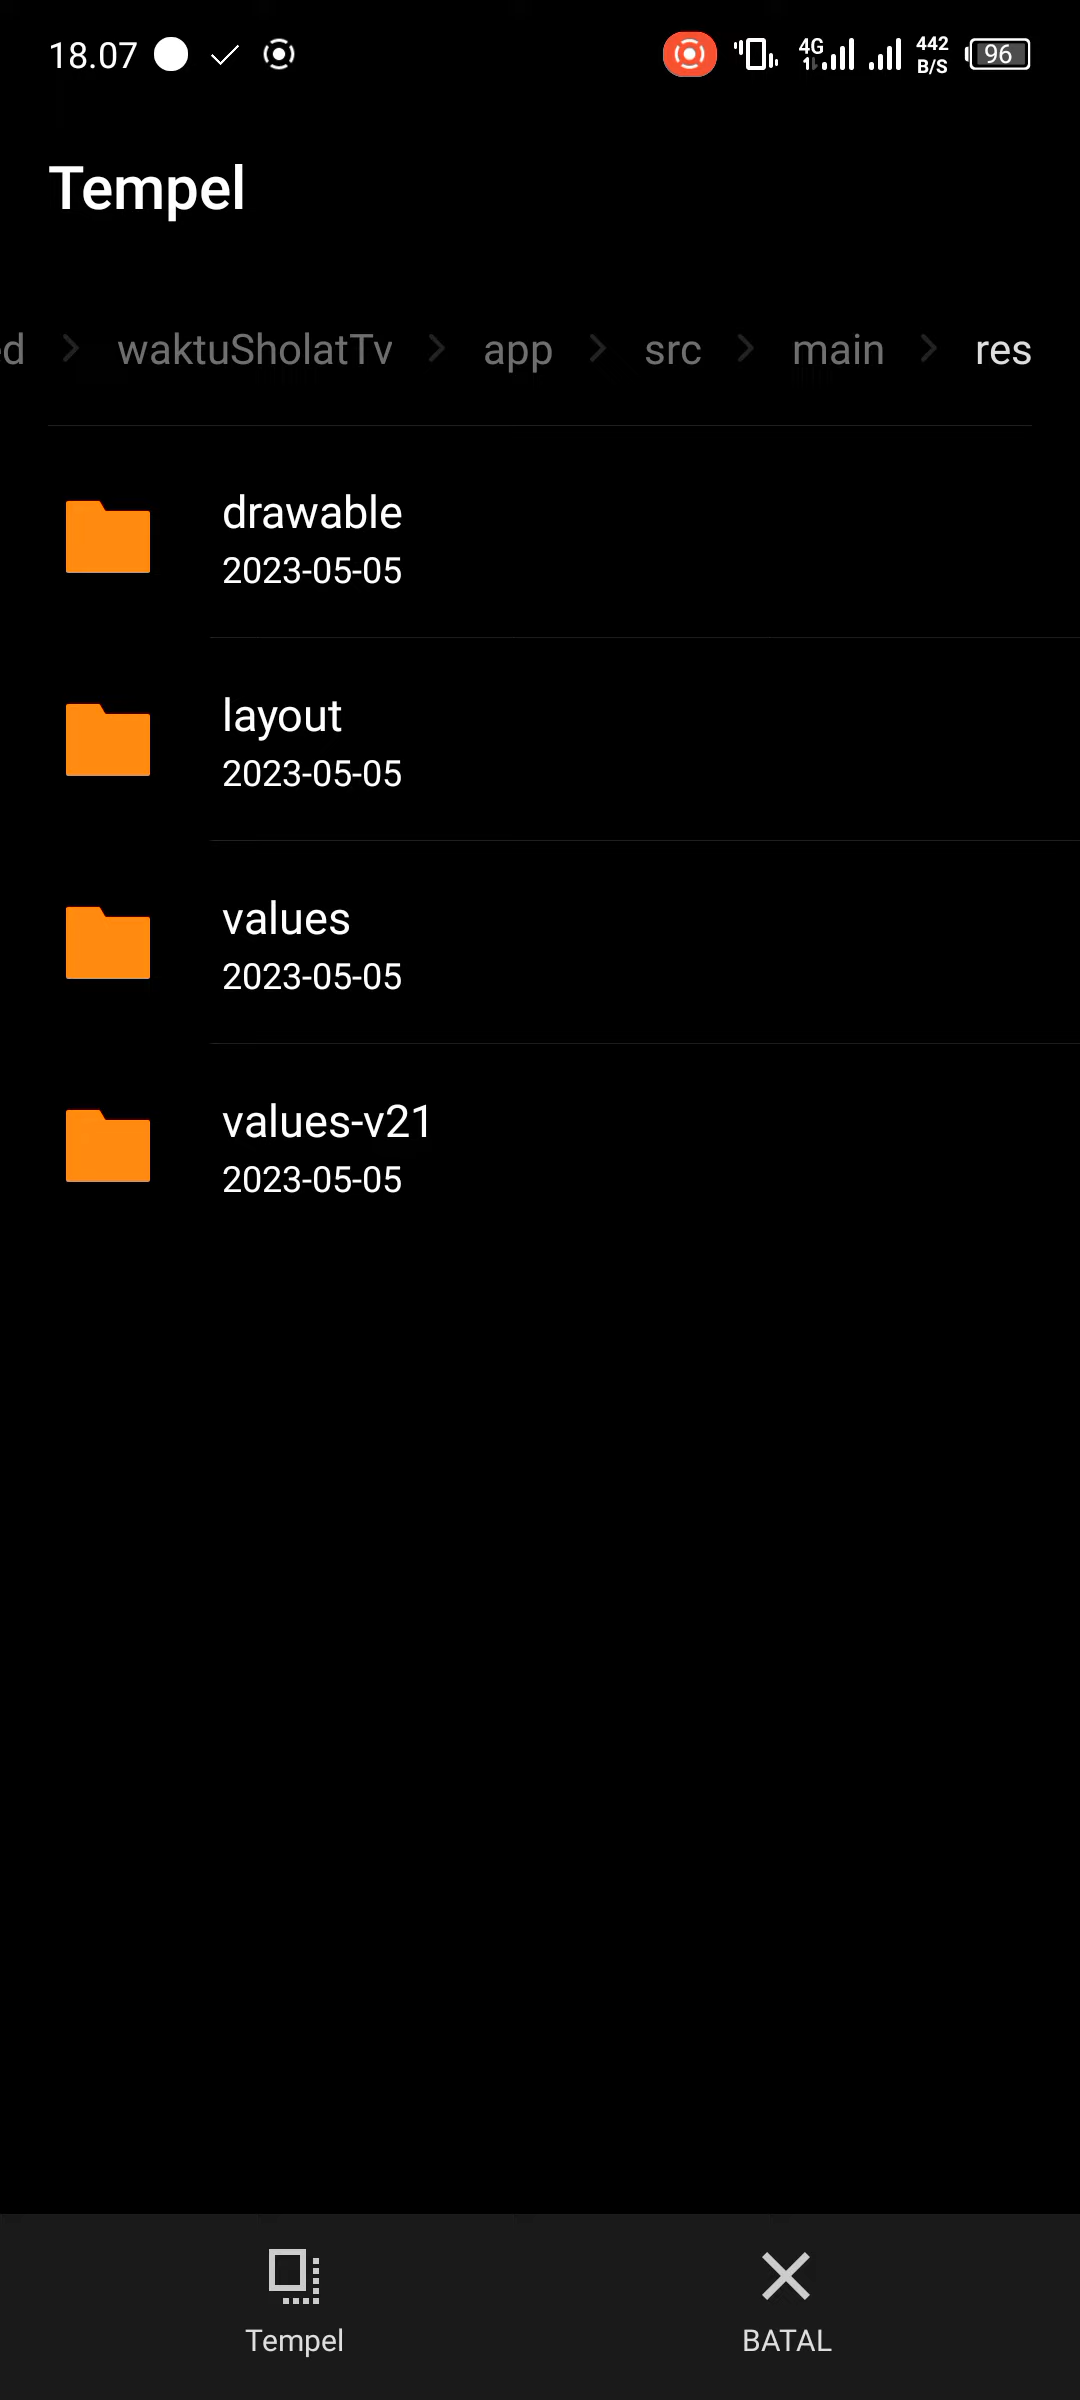 18.07 4G 442 B/S 96
Tempel
d > waktuSholatTv > app > src > main > res
drawable
2023-05-05
layout
2023-05-05
values
2023-05-05
values-v21
2023-05-05
Tempel BATAL